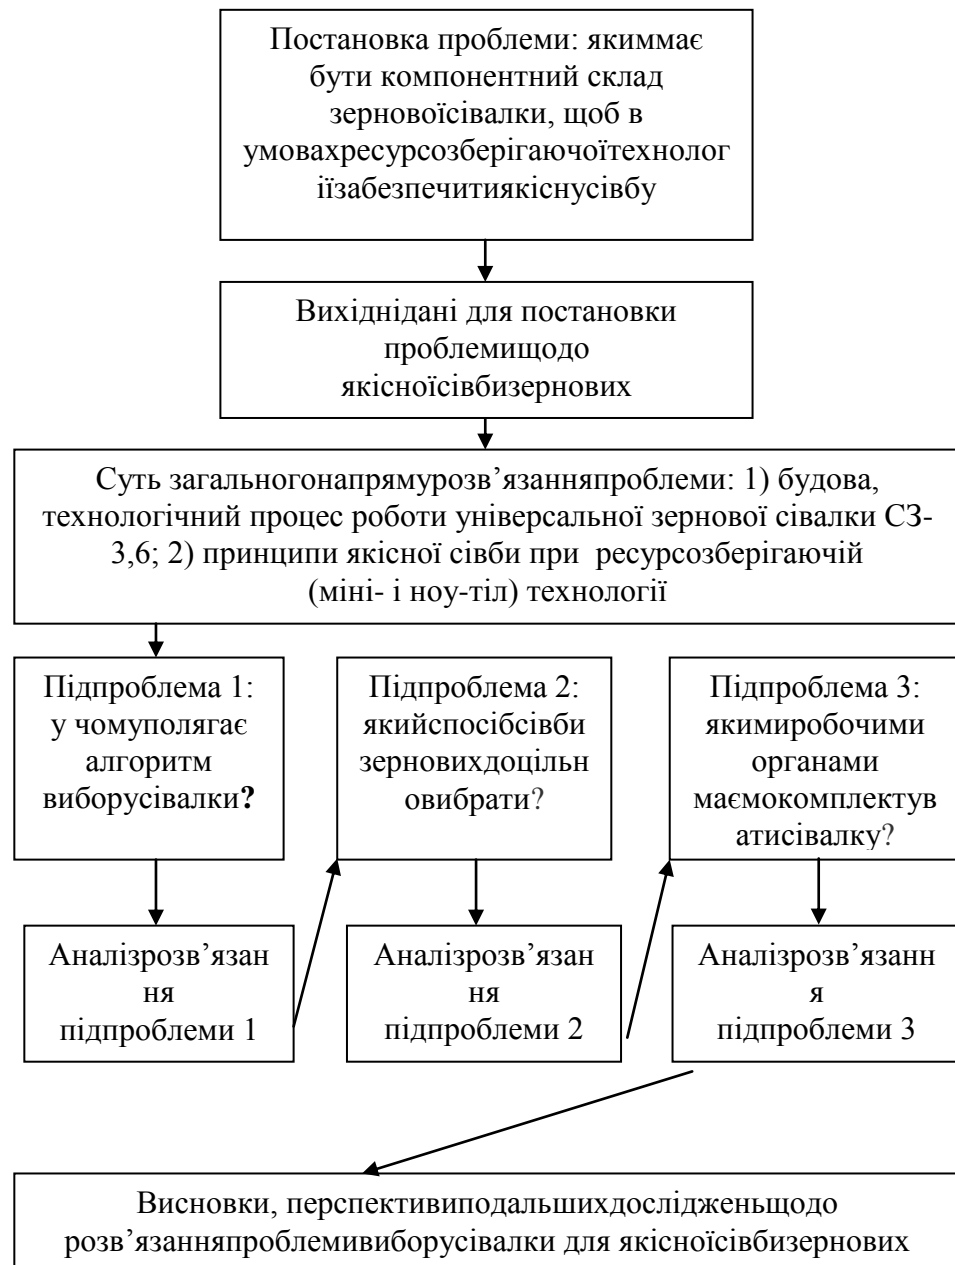 Постановка проблеми: якиммає
бути компонентний склад
зерновоїсівалки, щоб в
умовахресурсозберігаючоїтехнолог
іїзабезпечитиякіснусівбу
Вихіднідані для постановки
проблемищодо
якісноїсівбизернових
Суть загальногонапрямурозв’язанняпроблеми: 1) будова,
технологічний процес роботи універсальної зернової сівалки СЗ-
3,6; 2) принципи якісної сівби при ресурсозберігаючій
(міні- і ноу-тіл) технології
Підпроблема 1:
у чомуполягає
алгоритм
виборусівалки?
Підпроблема 2:
якийспосібсівби
зерновихдоцільн
овибрати?
Підпроблема 3:
якимиробочими
органами
маємокомплектув
атисівалку?
Аналізрозв’язан
ня
підпроблеми 1
Аналізрозв’язан
ня
підпроблеми 2
Аналізрозв’язанн
я
підпроблеми 3
Висновки, перспективиподальшихдослідженьщодо
розв’язанняпроблемивиборусівалки для якісноїсівбизернових